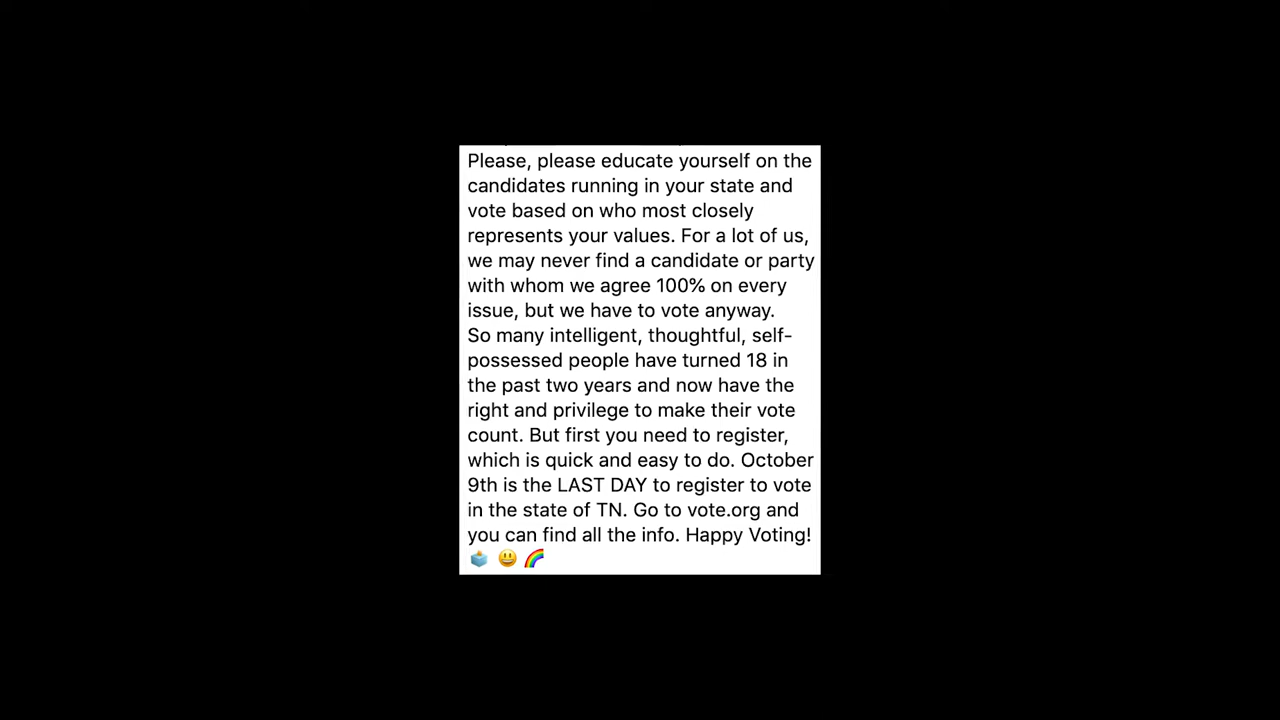 Please, please educate yourself on the
candidates running in your state and
vote based on who most closely
represents your values. For a lot of us,
we may never find a candidate or party
with whom we agree 100% on every
issue, but we have to vote anyway.
So many intelligent, thoughtful, self-
possessed people have turned 18 in
the past two years and now have the
right and privilege to make their vote
count. But first you need to register,
which is quick and easy to do. October
9th is the LAST DAY to register to vote
in the state of TN. Go to vote.org and
you can find all the info. Happy Voting!
🗳 😃 🌈